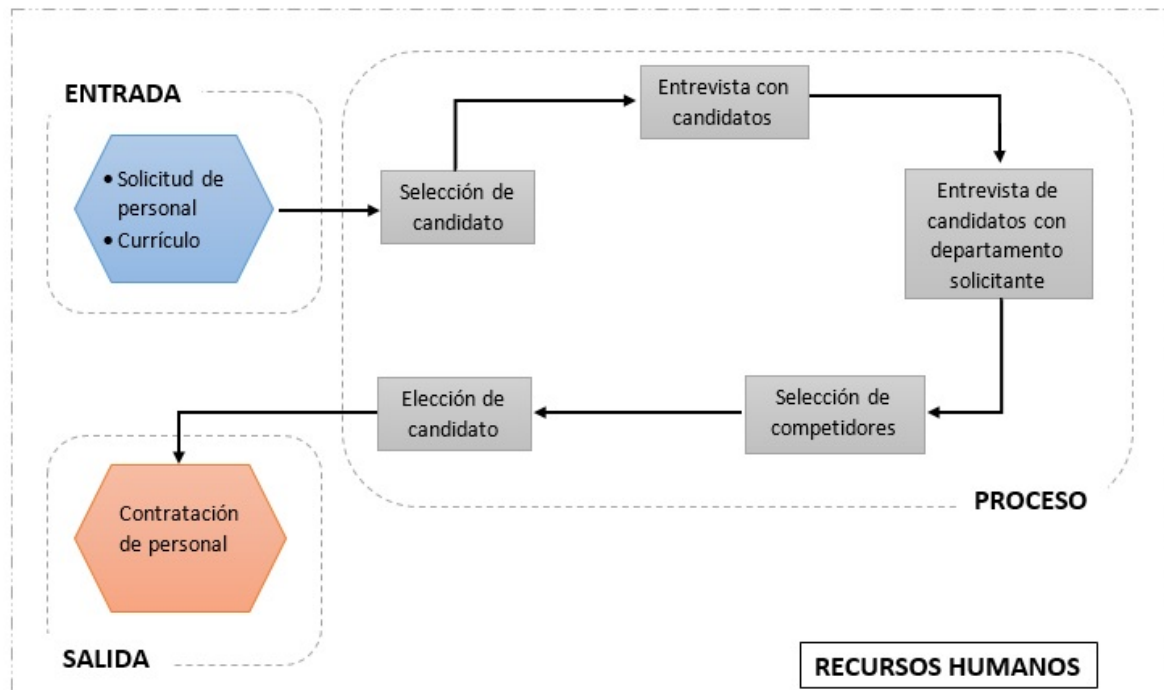 ENTRADA
• Solicitud de
personal
• Currículo
Selección de
candidato
Entrevista con
candidatos
Entrevista de
candidatos con
departamento
solicitante
Selección de
competidores
Elección de
candidato
PROCESO
Contratación
de personal
SALIDA
RECURSOS HUMANOS